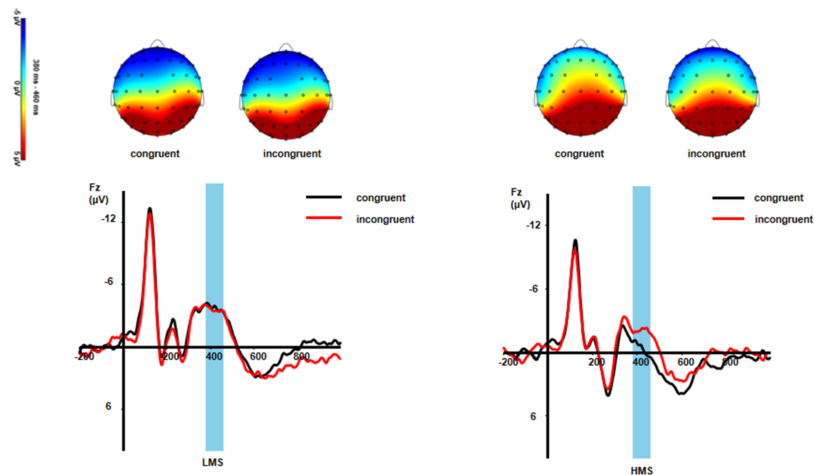 -5 µV
0 µV
5 µV
380 ms - 460 ms
congruent
incongruent
congruent
incongruent
Fz
(µV)
-12
-6
6
-200
200
400
600
800
congruent
incongruent
LMS
Fz
(µV)
-12
-6
6
-200
200
400
600
800
congruent
incongruent
HMS